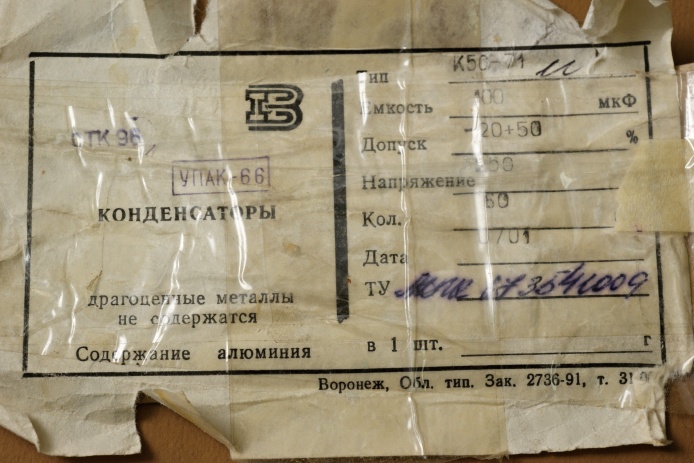 Тип К50-71 и
Емкость 100 мкФ
ОТК 96
Допуск -20+50 %
УПАК-66
Напряжение
КОНДЕНСАТОРЫ
Кол. 60
Дата
ТУ
драгоценные металлы
не содержатся
Содержание алюминия в 1 шт. г
Воронеж, Обл. тип. Зак. 2736-91, т.